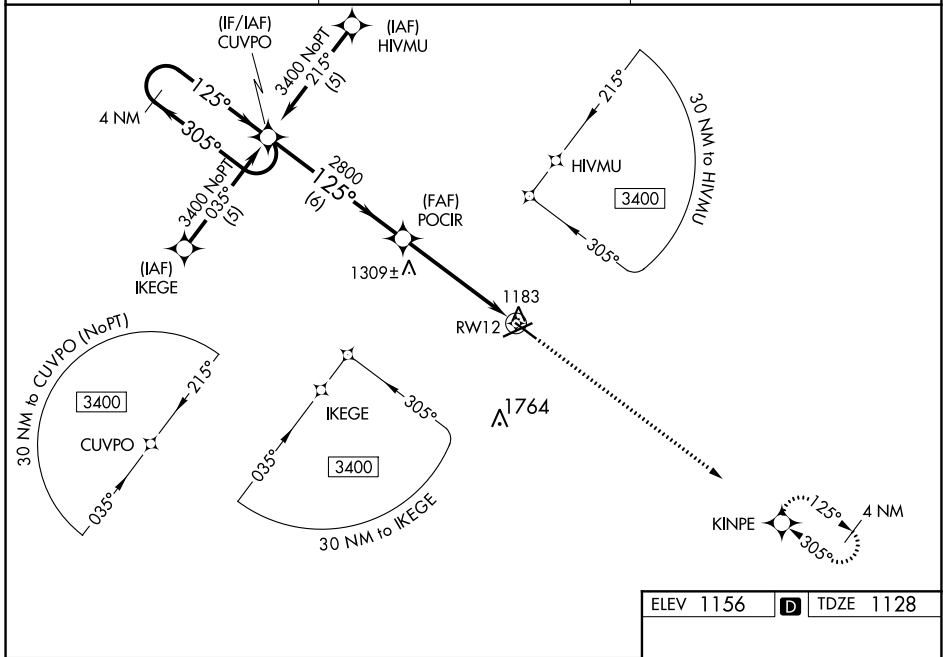 (IF/IAF)
CUVPO
(IAF)
HIVMU
3400 NoPT
215°
(5)
4 NM
125°
305°
3400 NoPT
035°
(5)
(IAF)
IKEGE
2800
125°
(6)
(FAF)
POCIR
1309±
1183
RW12
1764
215°
HIVMU
3400
305°
30 NM to HIVMU
30 NM to CUVPO (NoPT)
3400
215°
CUVPO
035°
IKEGE
305°
3400
035°
30 NM to IKEGE
KINPE
125°
305°
4 NM
ELEV 1156 D TDZE 1128